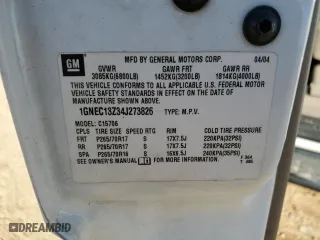 GM
MFD BY GENERAL MOTORS CORP. 04/04
GVWR GAWR FRT GAWR RR
3085KG(6800LB) 1452KG(3200LB) 1814KG(4000LB)
THIS VEHICLE CONFORMS TO ALL APPLICABLE U.S. FEDERAL MOTOR
VEHICLE SAFETY STANDARDS IN EFFECT ON THE DATE OF
MANUFACTURE SHOWN ABOVE.
1GNEC13Z34J273826 TYPE: M.P.V.
MODEL: C15706
CPLT TIRE SIZE SPEED RTG RIM COLD TIRE PRESSURE
FRT P265/70R17 S 17X7.5J 220KPA(32PSI)
RR P265/70R17 S 17X7.5J 220KPA(32PSI)
SPA P265/70R16 S 16X6.5J 240KPA(35PSI)
SEE OWNER'S MANUAL FOR MORE INFORMATION.